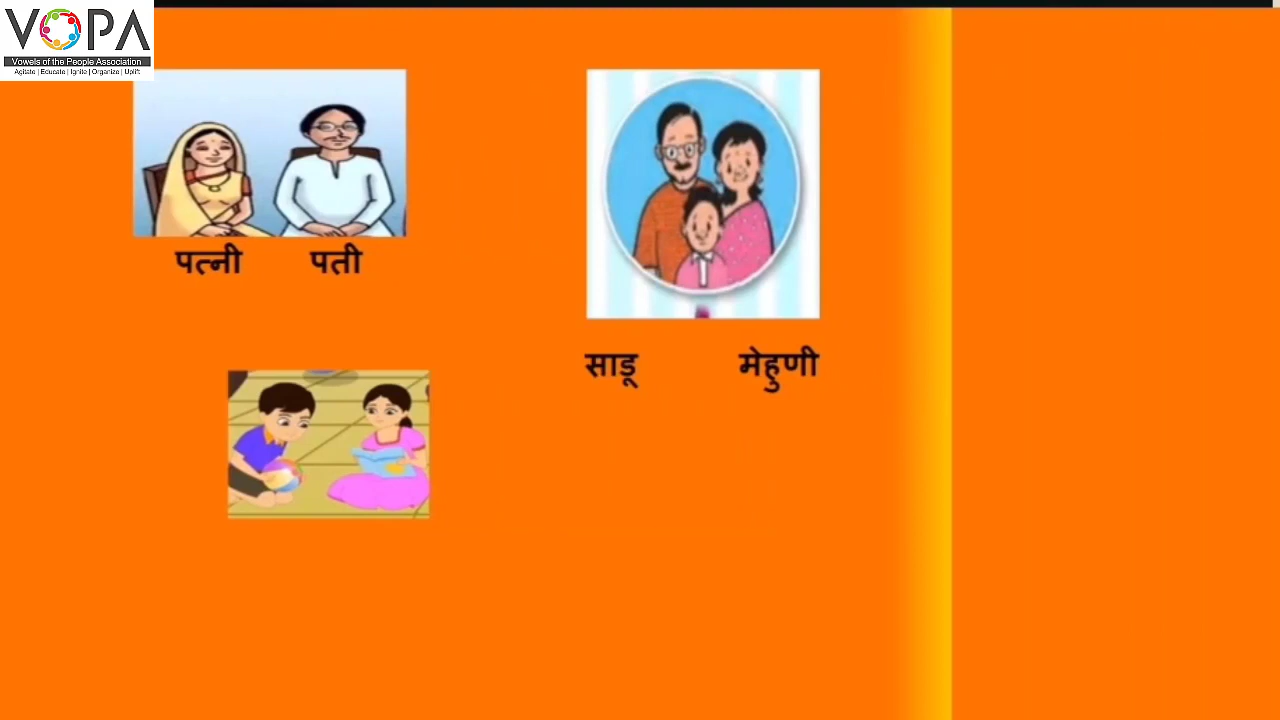 VOPA
Vowels of the People Association
Agitate | Educate | Ignite | Organize | Uplift
पत्नी पती
साडू मेहुणी